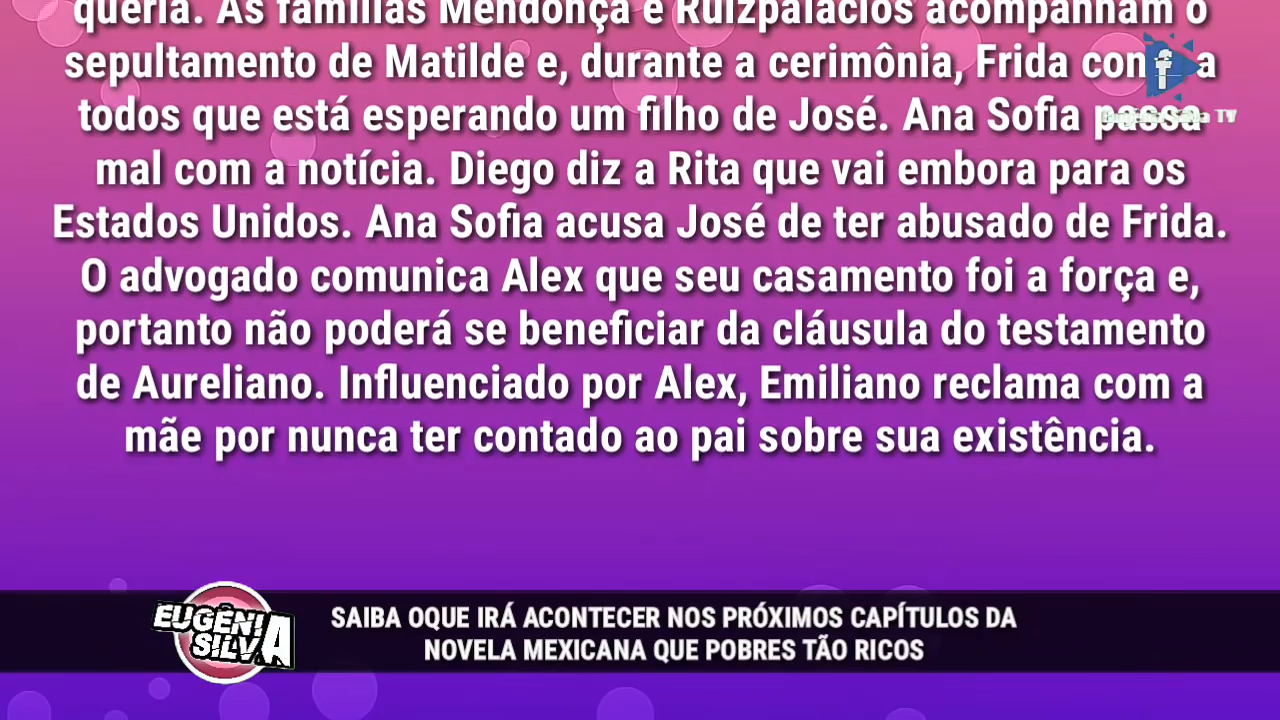 queria. As famílias Mendonça e Ruizpalacios acompanham o
sepultamento de Matilde e, durante a cerimônia, Frida con a
todos que está esperando um filho de José. Ana Sofia passa
mal com a notícia. Diego diz a Rita que vai embora para os
Estados Unidos. Ana Sofia acusa José de ter abusado de Frida.
O advogado comunica Alex que seu casamento foi a força e,
portanto não poderá se beneficiar da cláusula do testamento
de Aureliano. Influenciado por Alex, Emiliano reclama com a
mãe por nunca ter contado ao pai sobre sua existência.
EUGÊNIA
SILVA
SAIBA OQUE IRÁ ACONTECER NOS PRÓXIMOS CAPÍTULOS DA
NOVELA MEXICANA QUE POBRES TÃO RICOS
TV